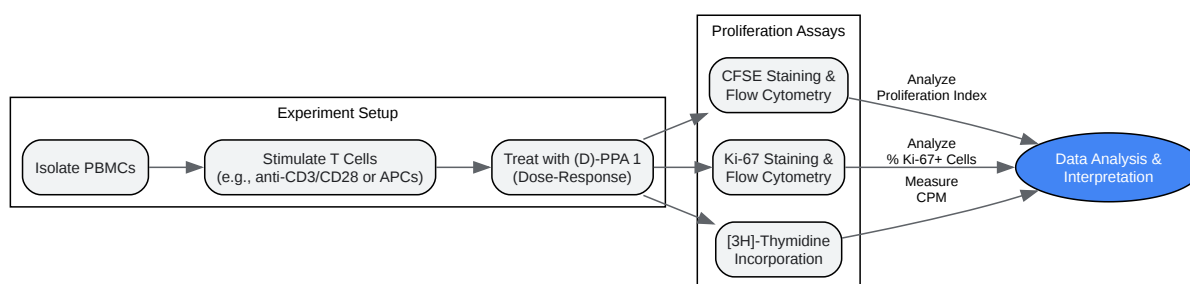 Experiment Setup
Isolate PBMCs
Stimulate T Cells
(e.g., anti-CD3/CD28 or APCs)
Treat with (D)-PPA 1
(Dose-Response)
Proliferation Assays
CFSE Staining &
Flow Cytometry
Ki-67 Staining &
Flow Cytometry
[3H]-Thymidine
Incorporation
Analyze
Proliferation Index
Analyze
% Ki-67+ Cells
Measure
CPM
Data Analysis &
Interpretation